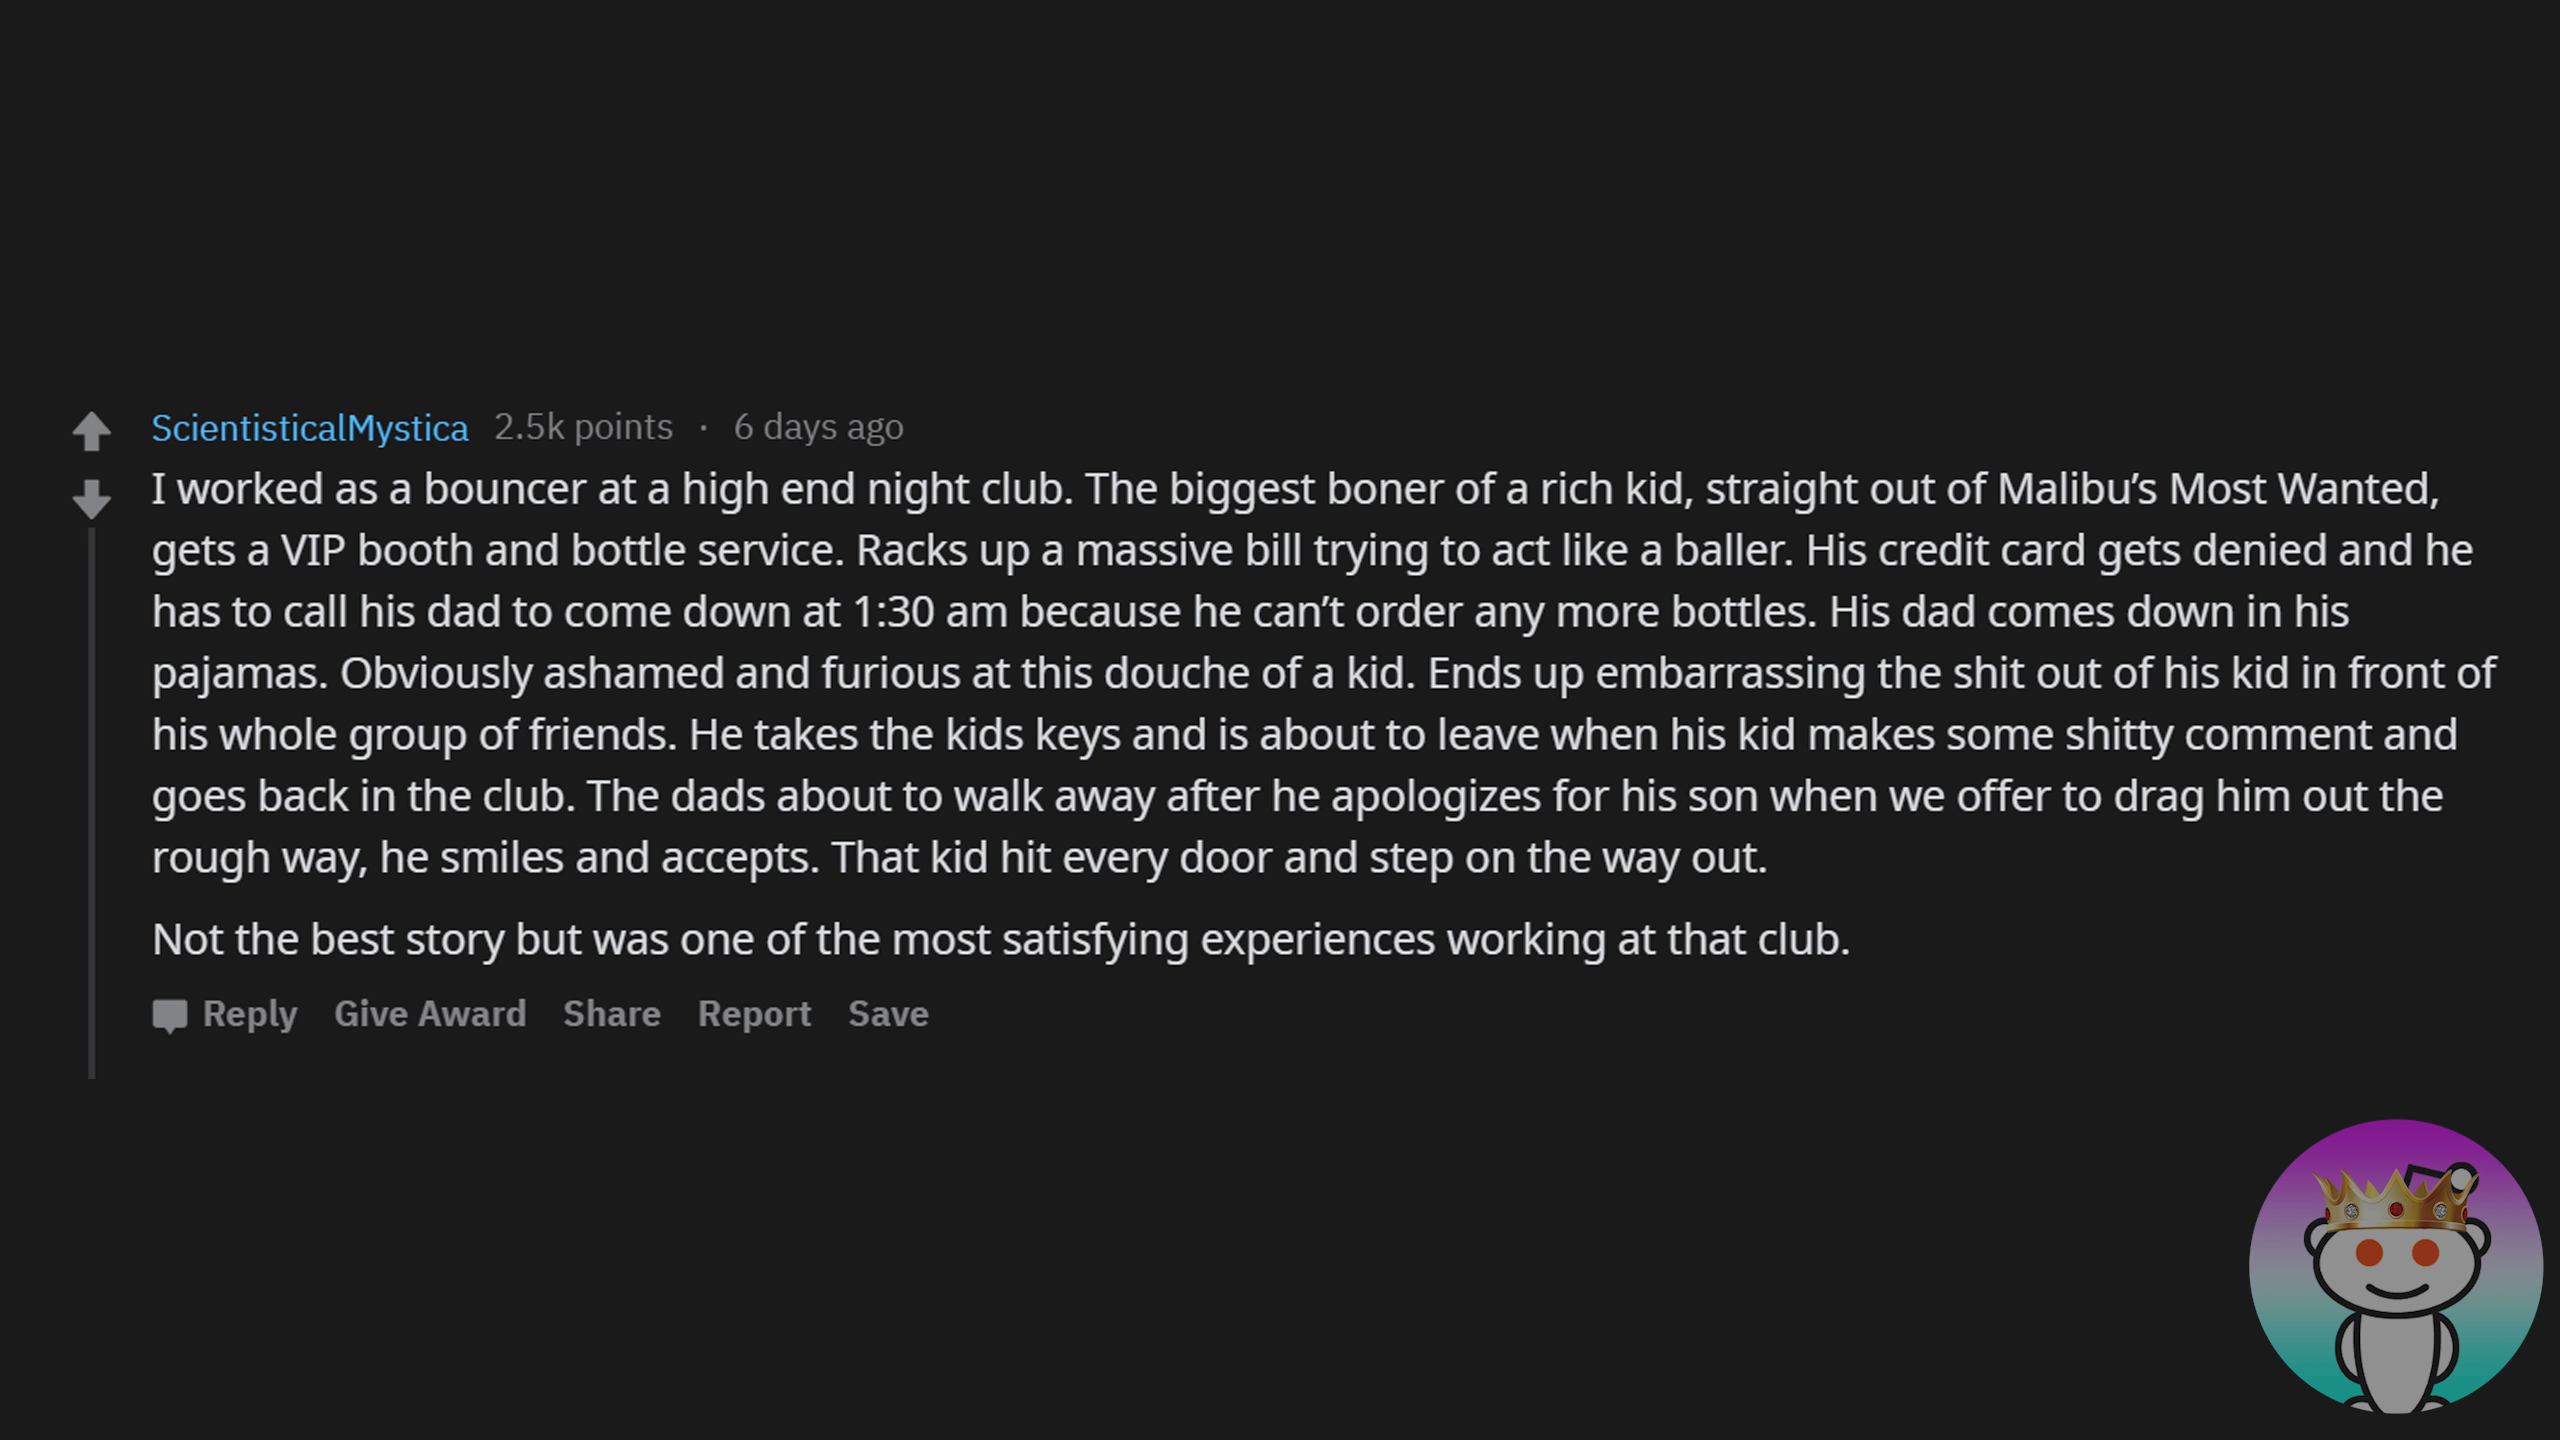 ScientisticalMystica 2.5k points · 6 days ago
I worked as a bouncer at a high end night club. The biggest boner of a rich kid, straight out of Malibu’s Most Wanted,
gets a VIP booth and bottle service. Racks up a massive bill trying to act like a baller. His credit card gets denied and he
has to call his dad to come down at 1:30 am because he can’t order any more bottles. His dad comes down in his
pajamas. Obviously ashamed and furious at this douche of a kid. Ends up embarrassing the shit out of his kid in front of
his whole group of friends. He takes the kids keys and is about to leave when his kid makes some shitty comment and
goes back in the club. The dads about to walk away after he apologizes for his son when we offer to drag him out the
rough way, he smiles and accepts. That kid hit every door and step on the way out.
Not the best story but was one of the most satisfying experiences working at that club.
Reply Give Award Share Report Save